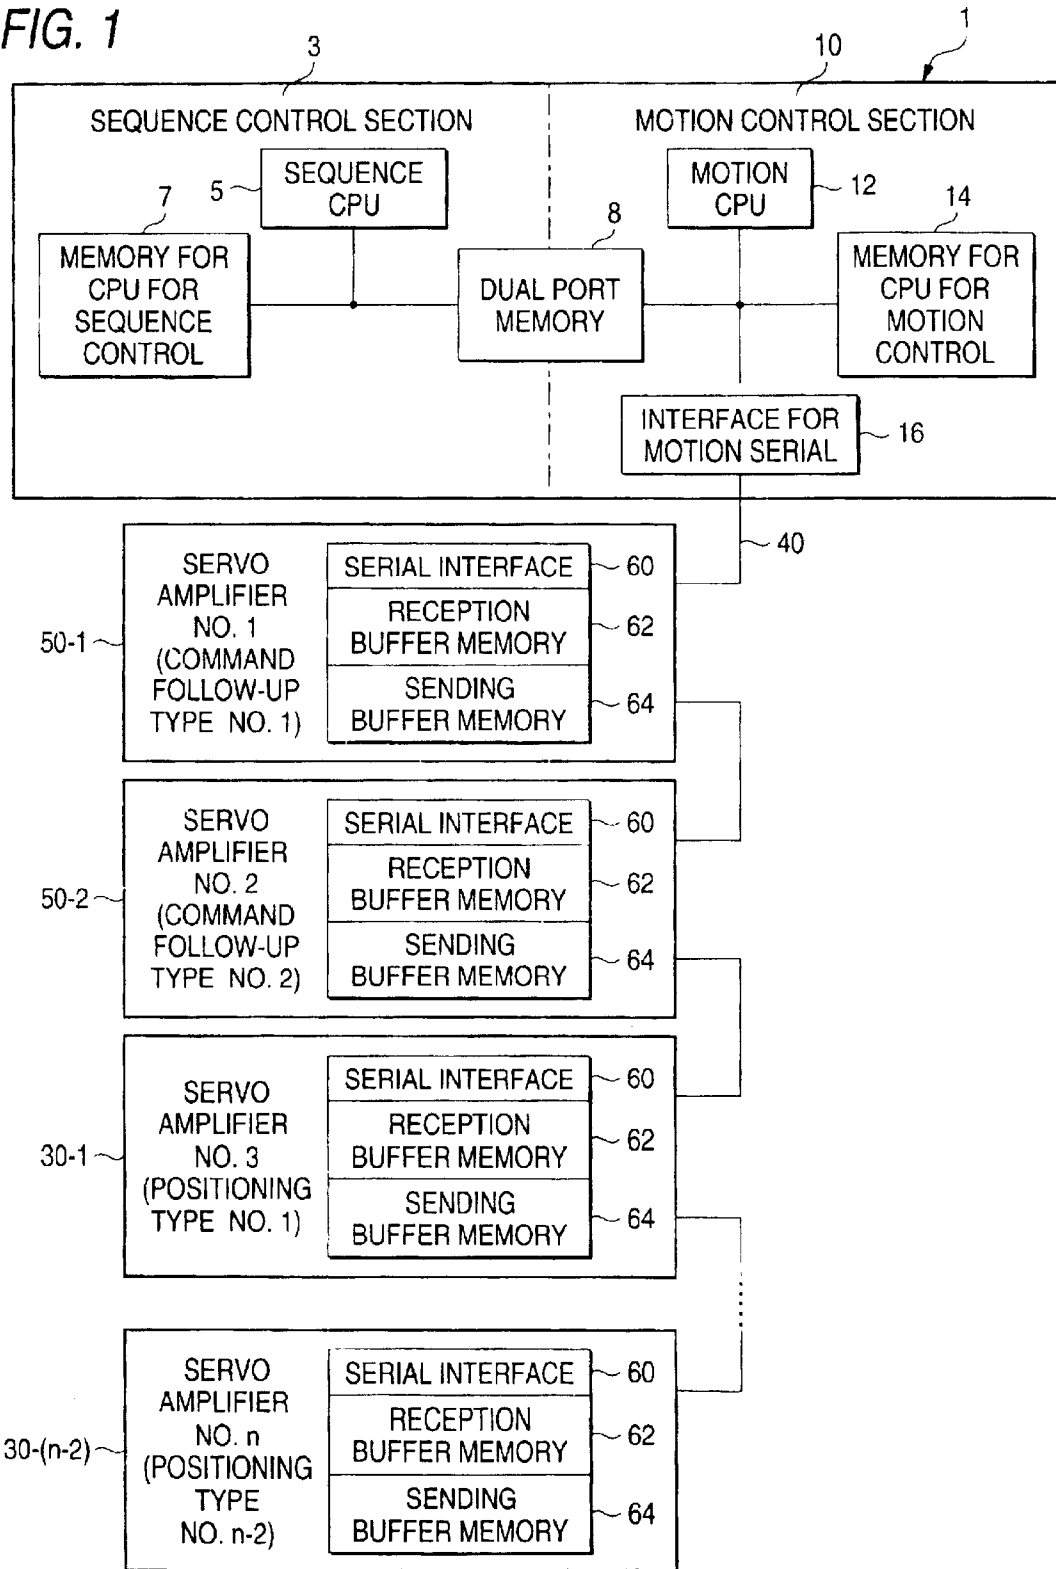 FIG. 1
1
3
10
SEQUENCE CONTROL SECTION
MOTION CONTROL SECTION
5
SEQUENCE
CPU
MOTION
CPU
12
7
MEMORY FOR
CPU FOR
SEQUENCE
CONTROL
8
DUAL PORT
MEMORY
14
MEMORY FOR
CPU FOR
MOTION
CONTROL
INTERFACE FOR
MOTION SERIAL
16
40
50-1
SERVO
AMPLIFIER
NO. 1
(COMMAND
FOLLOW-UP
TYPE NO. 1)
SERIAL INTERFACE
60
RECEPTION
BUFFER MEMORY
62
SENDING
BUFFER MEMORY
64
50-2
SERVO
AMPLIFIER
NO. 2
(COMMAND
FOLLOW-UP
TYPE NO. 2)
SERIAL INTERFACE
60
RECEPTION
BUFFER MEMORY
62
SENDING
BUFFER MEMORY
64
30-1
SERVO
AMPLIFIER
NO. 3
(POSITIONING
TYPE NO. 1)
SERIAL INTERFACE
60
RECEPTION
BUFFER MEMORY
62
SENDING
BUFFER MEMORY
64
30-(n-2)
SERVO
AMPLIFIER
NO. n
(POSITIONING
TYPE
NO. n-2)
SERIAL INTERFACE
60
RECEPTION
BUFFER MEMORY
62
SENDING
BUFFER MEMORY
64